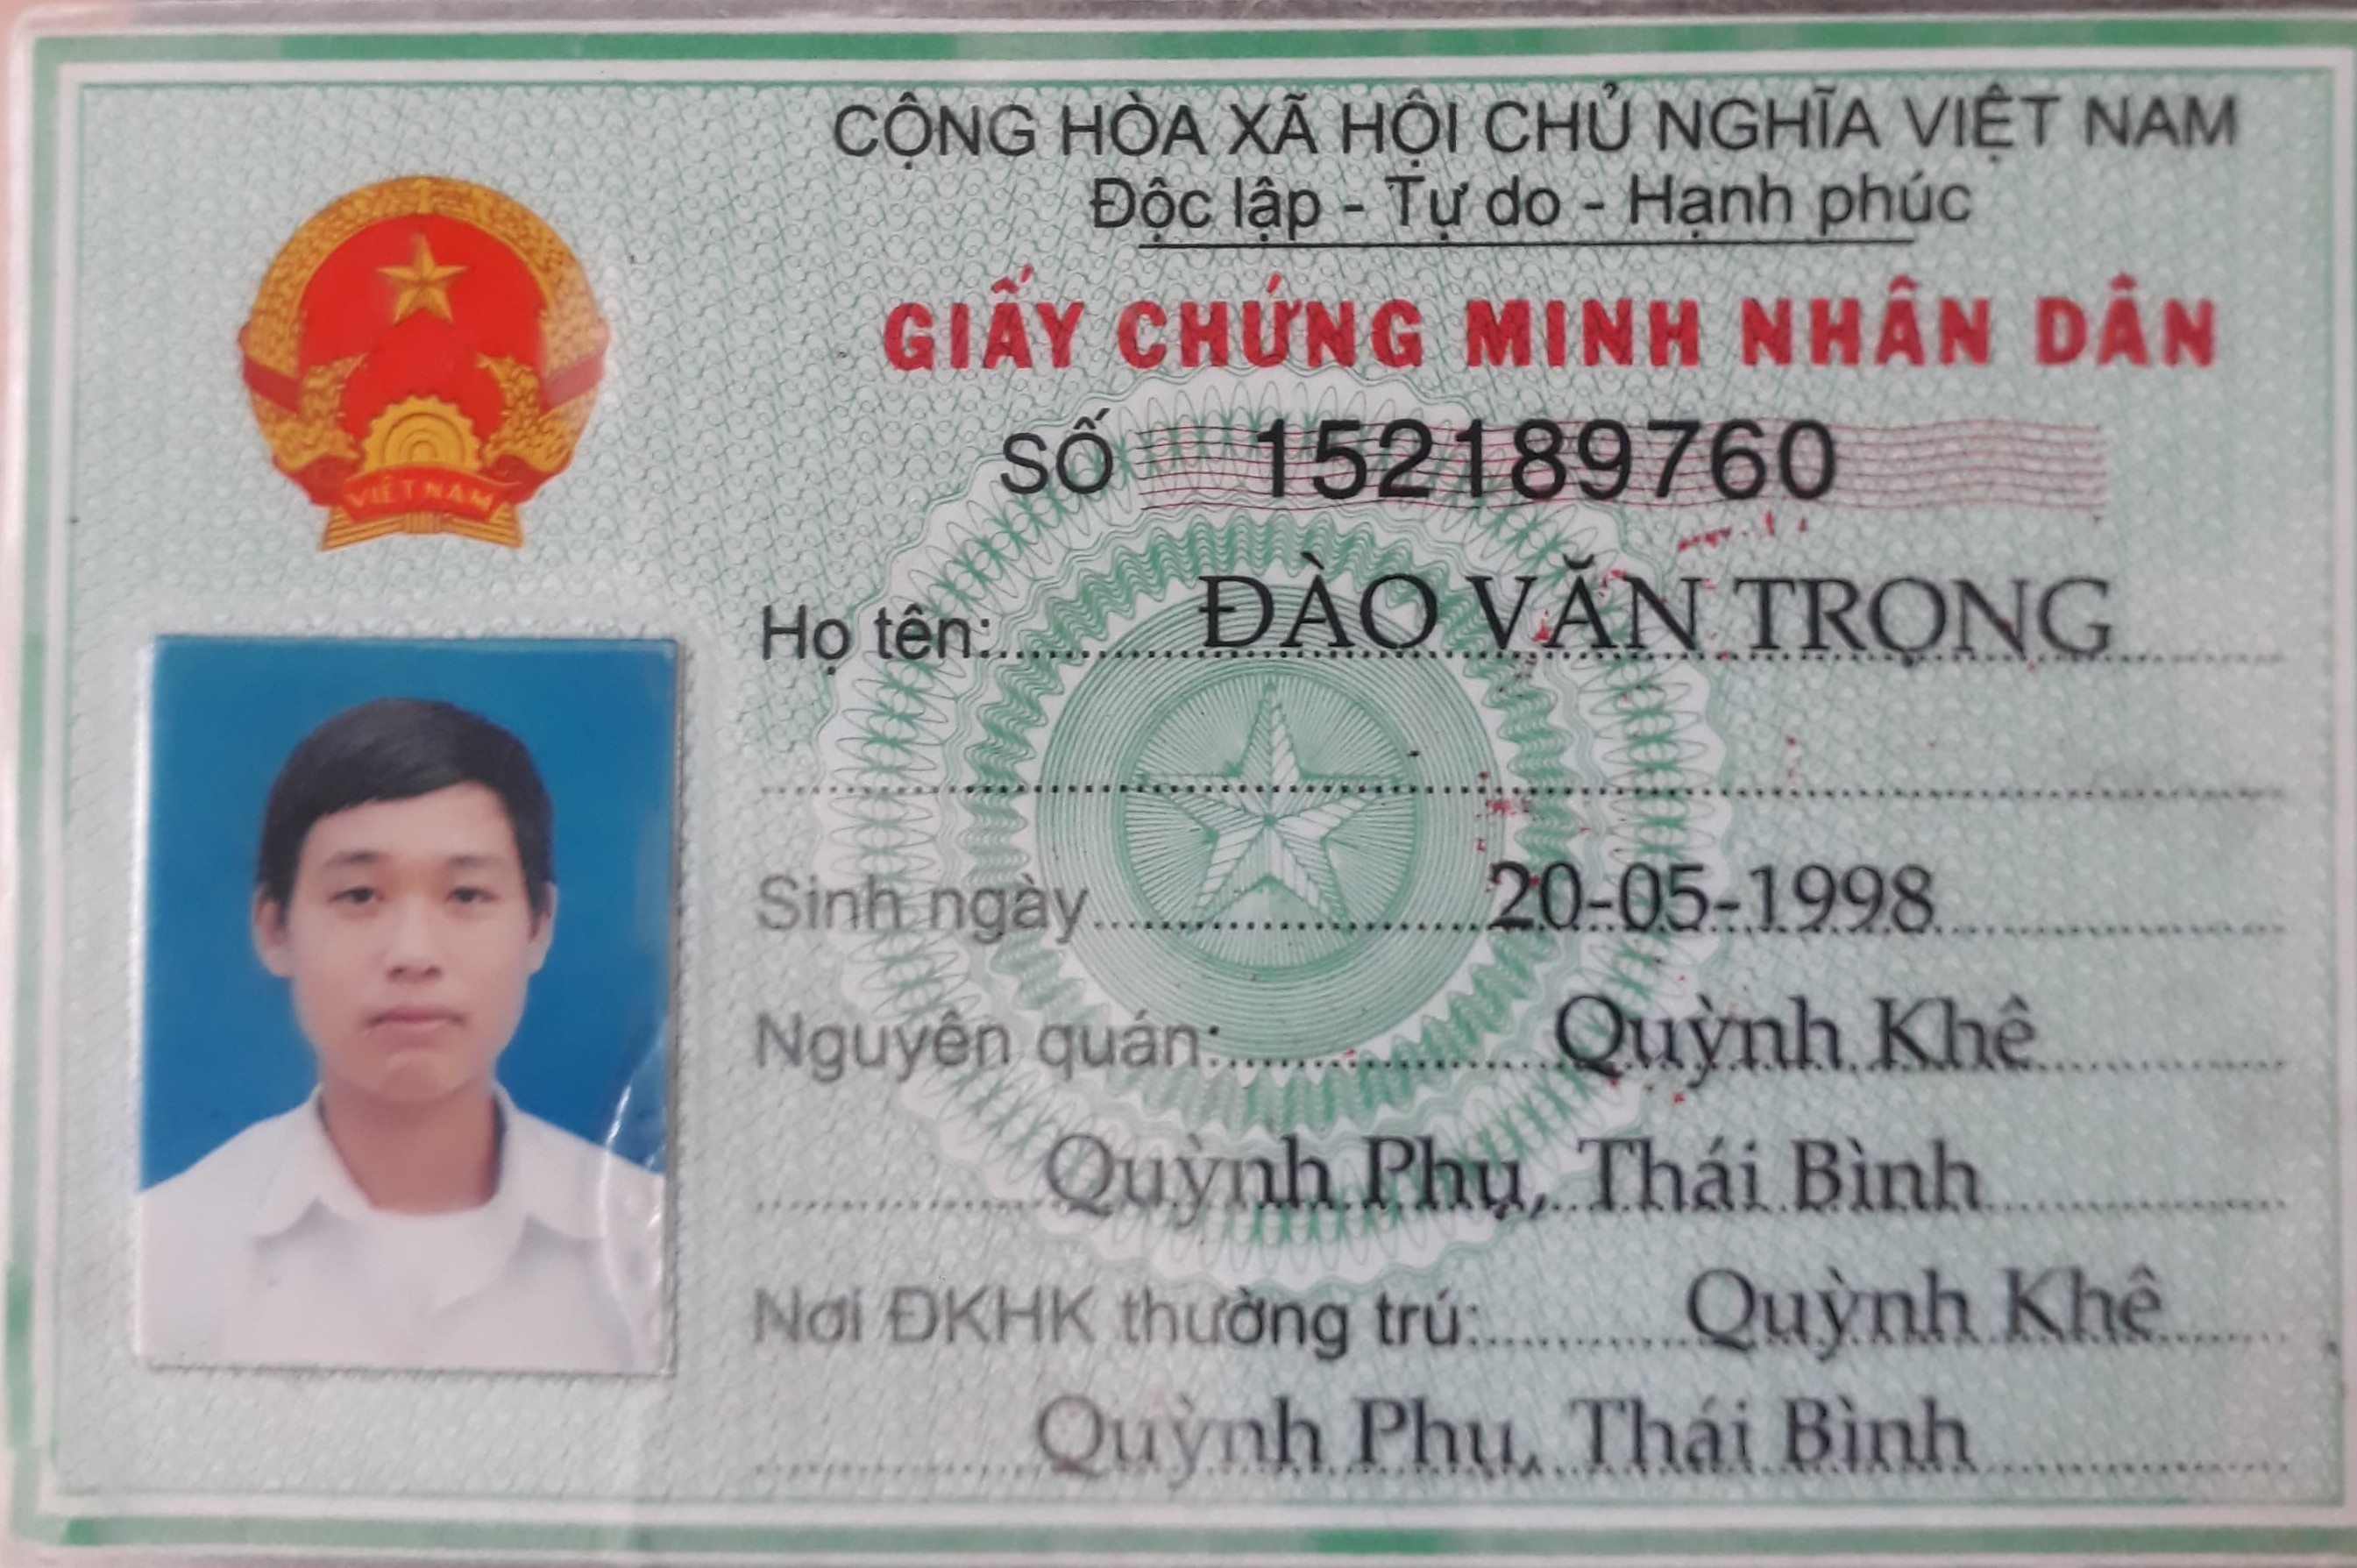 CỘNG HÒA XÃ HỘI CHỦ NGHĨA VIỆT NAM
Độc lập - Tự do - Hạnh phúc
GIẤY CHỨNG MINH NHÂN DÂN
SỐ 152189760
VIỆT NAM
Họ tên: ĐÀO VĂN TRỌNG
Sinh ngày 20-05-1998
Nguyên quán: Quỳnh Khê
Quỳnh Phụ, Thái Bình
Nơi ĐKHK thường trú: Quỳnh Khê
Quỳnh Phụ, Thái Bình